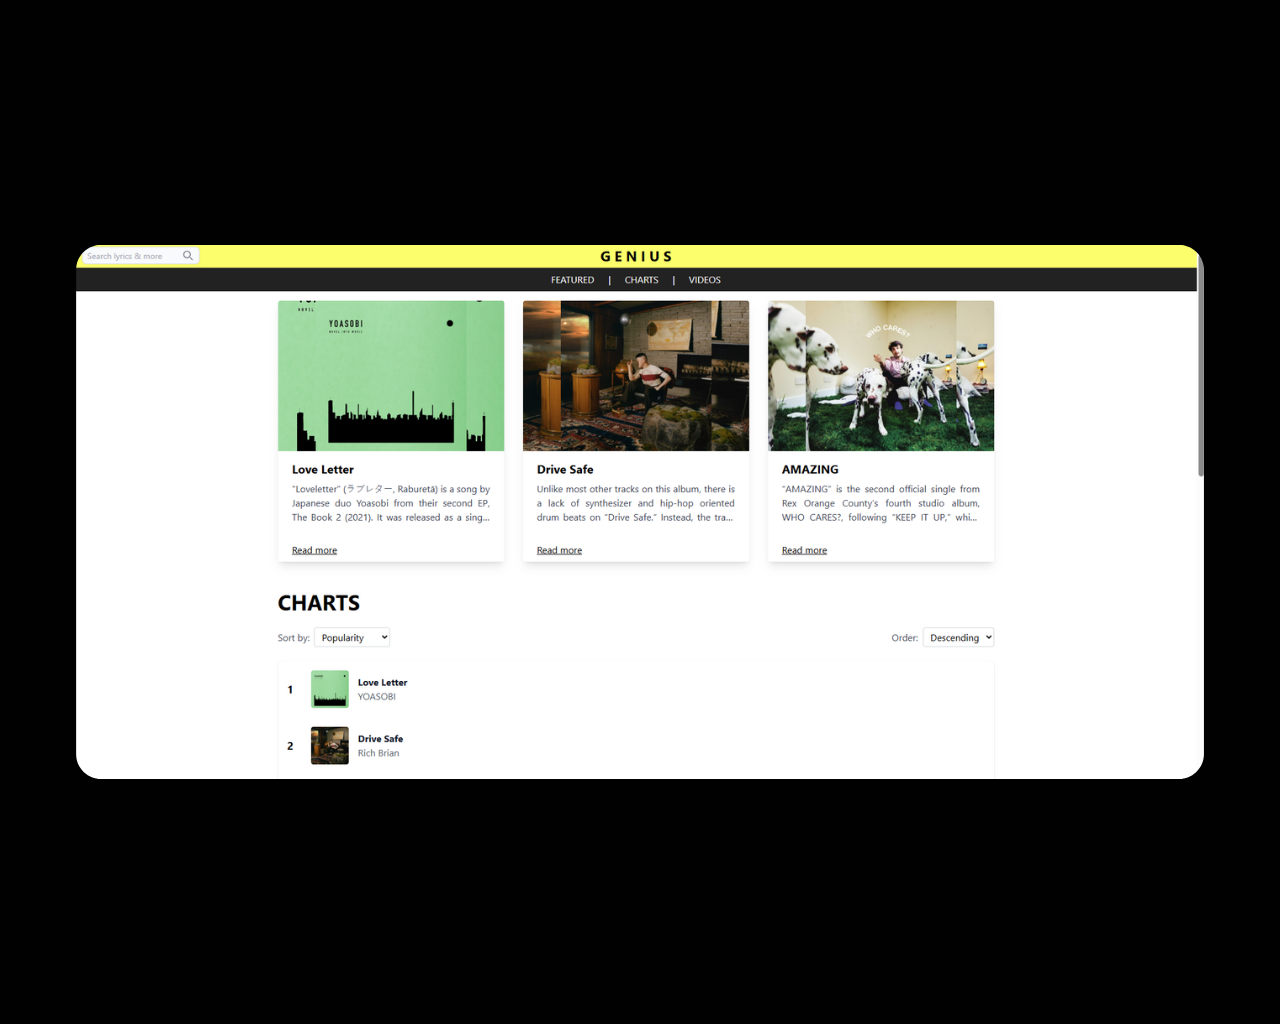 Search lyrics & more
GENIUS
FEATURED | CHARTS | VIDEOS
YOASOBI
WHO CARES?
Love Letter
"Loveletter" (ラブレター, Raburetā) is a song by
Japanese duo Yoasobi from their second EP,
The Book 2 (2021). It was released as a sing...
Read more
Drive Safe
Unlike most other tracks on this album, there is
a lack of synthesizer and hip-hop oriented
drum beats on "Drive Safe." Instead, the tra...
Read more
AMAZING
"AMAZING" is the second official single from
Rex Orange County's fourth studio album,
WHO CARES?, following "KEEP IT UP," whi...
Read more
CHARTS
Sort by: Popularity
Order: Descending
1
Love Letter
YOASOBI
2
Drive Safe
Rich Brian